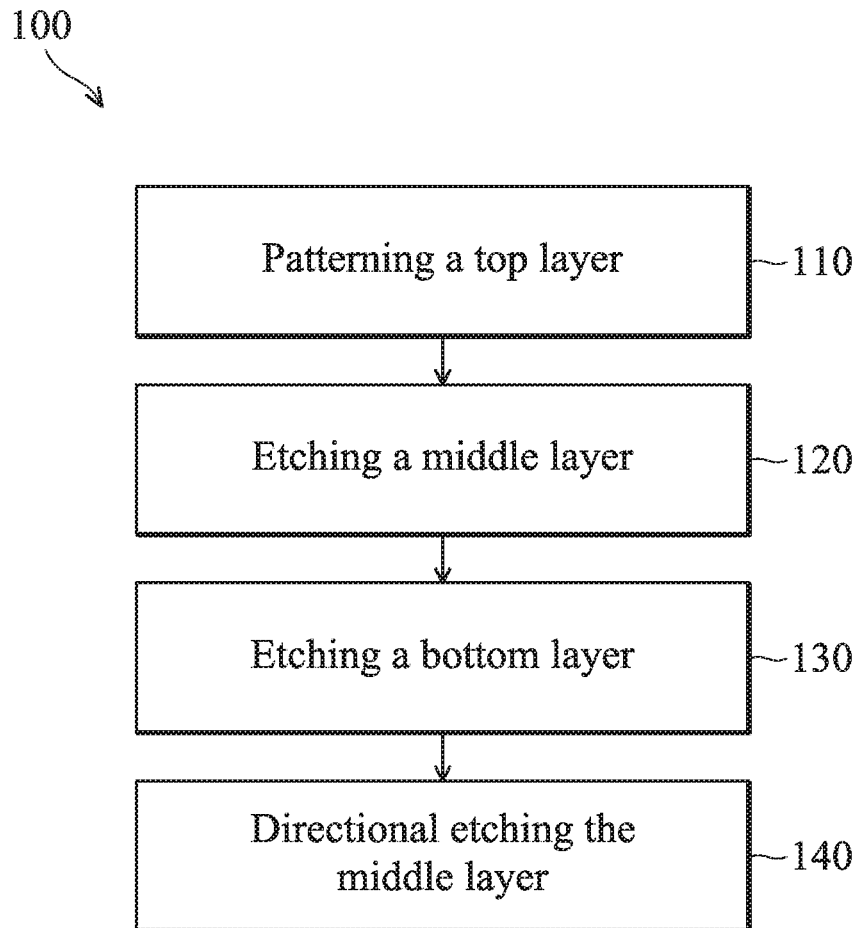 100
Patterning a top layer
110
Etching a middle layer
120
Etching a bottom layer
130
Directional etching the
middle layer
140